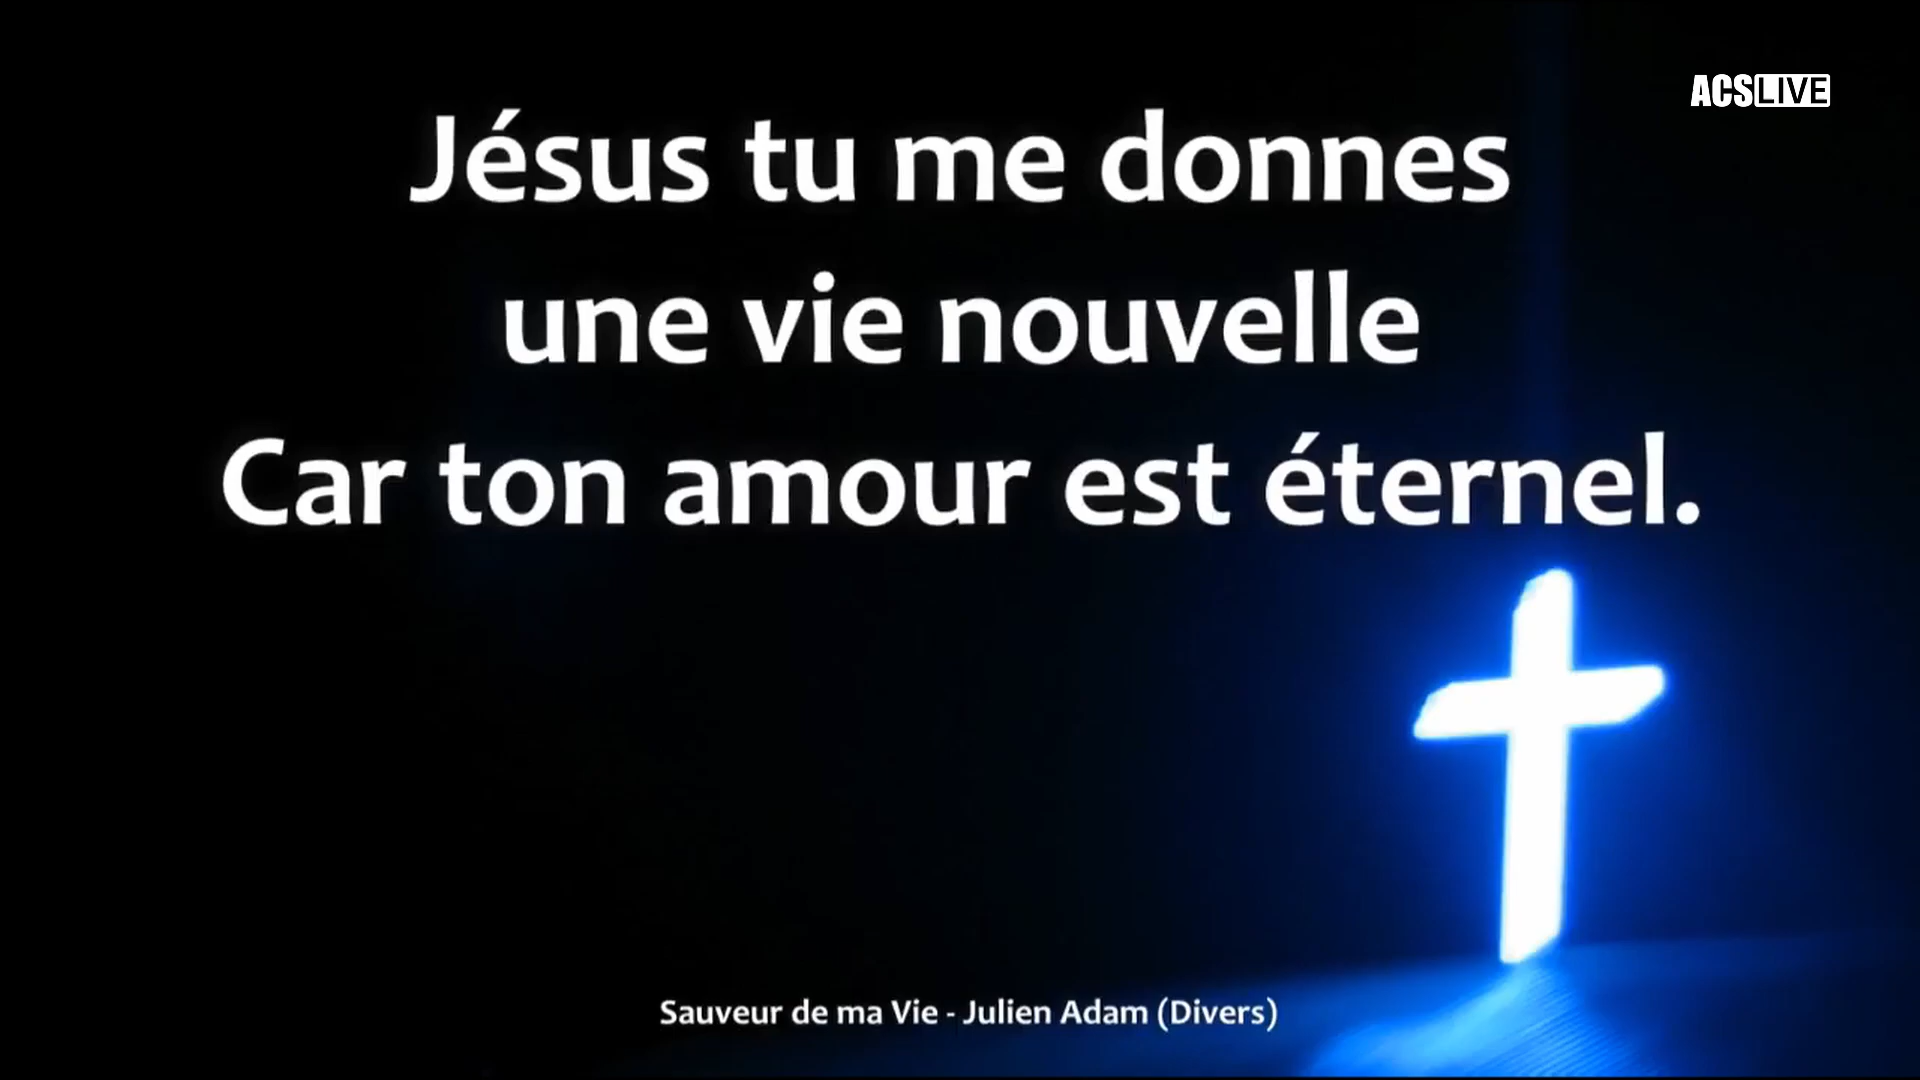 ACSLIVE
Jésus tu me donnes
une vie nouvelle
Car ton amour est éternel.
Sauveur de ma Vie - Julien Adam (Divers)